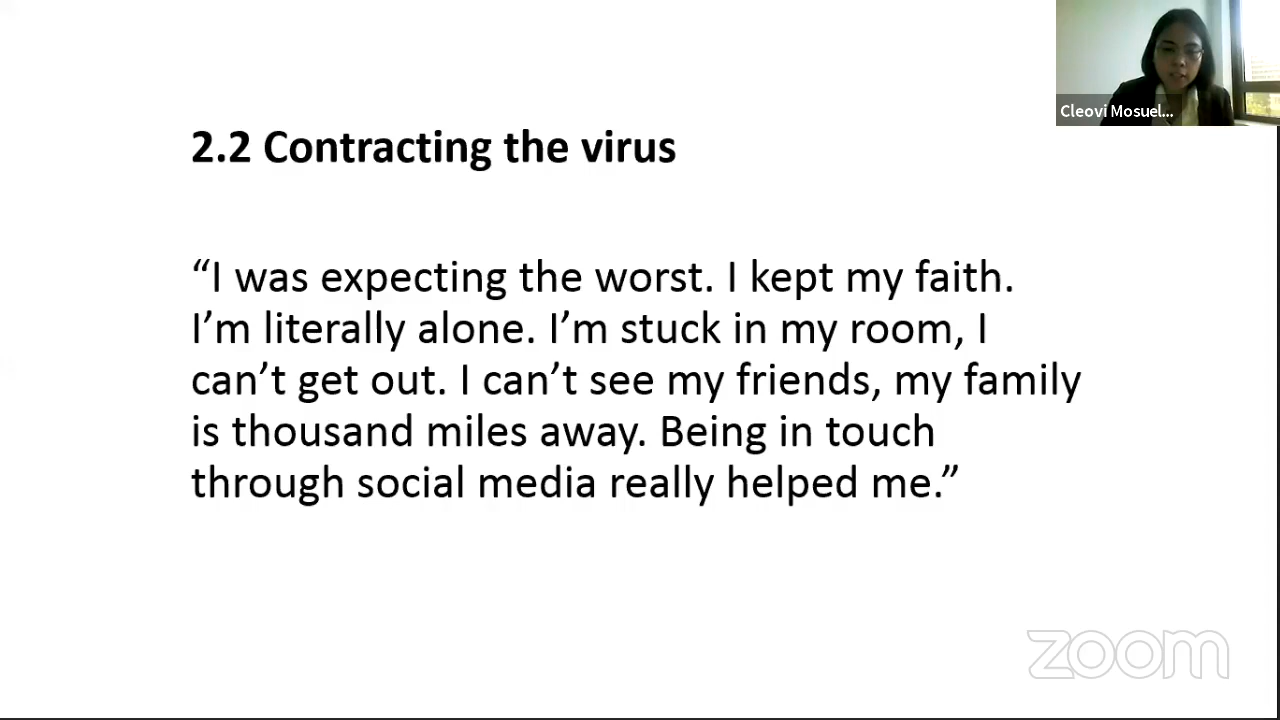 Cleovi Mosuel...
2.2 Contracting the virus
“I was expecting the worst. I kept my faith.
I’m literally alone. I’m stuck in my room, I
can’t get out. I can’t see my friends, my family
is thousand miles away. Being in touch
through social media really helped me.”
zoom